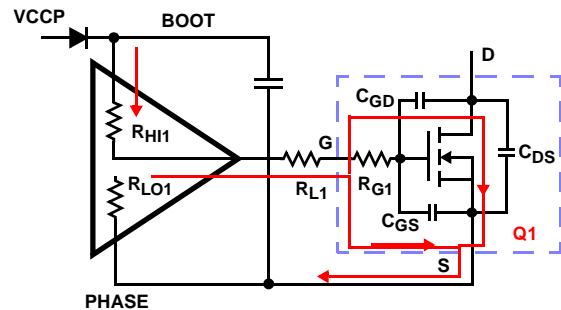 VCCP
BOOT
D
CGD
RHI1
G
CDS
RLO1
RL1
RG1
CGS
Q1
S
PHASE